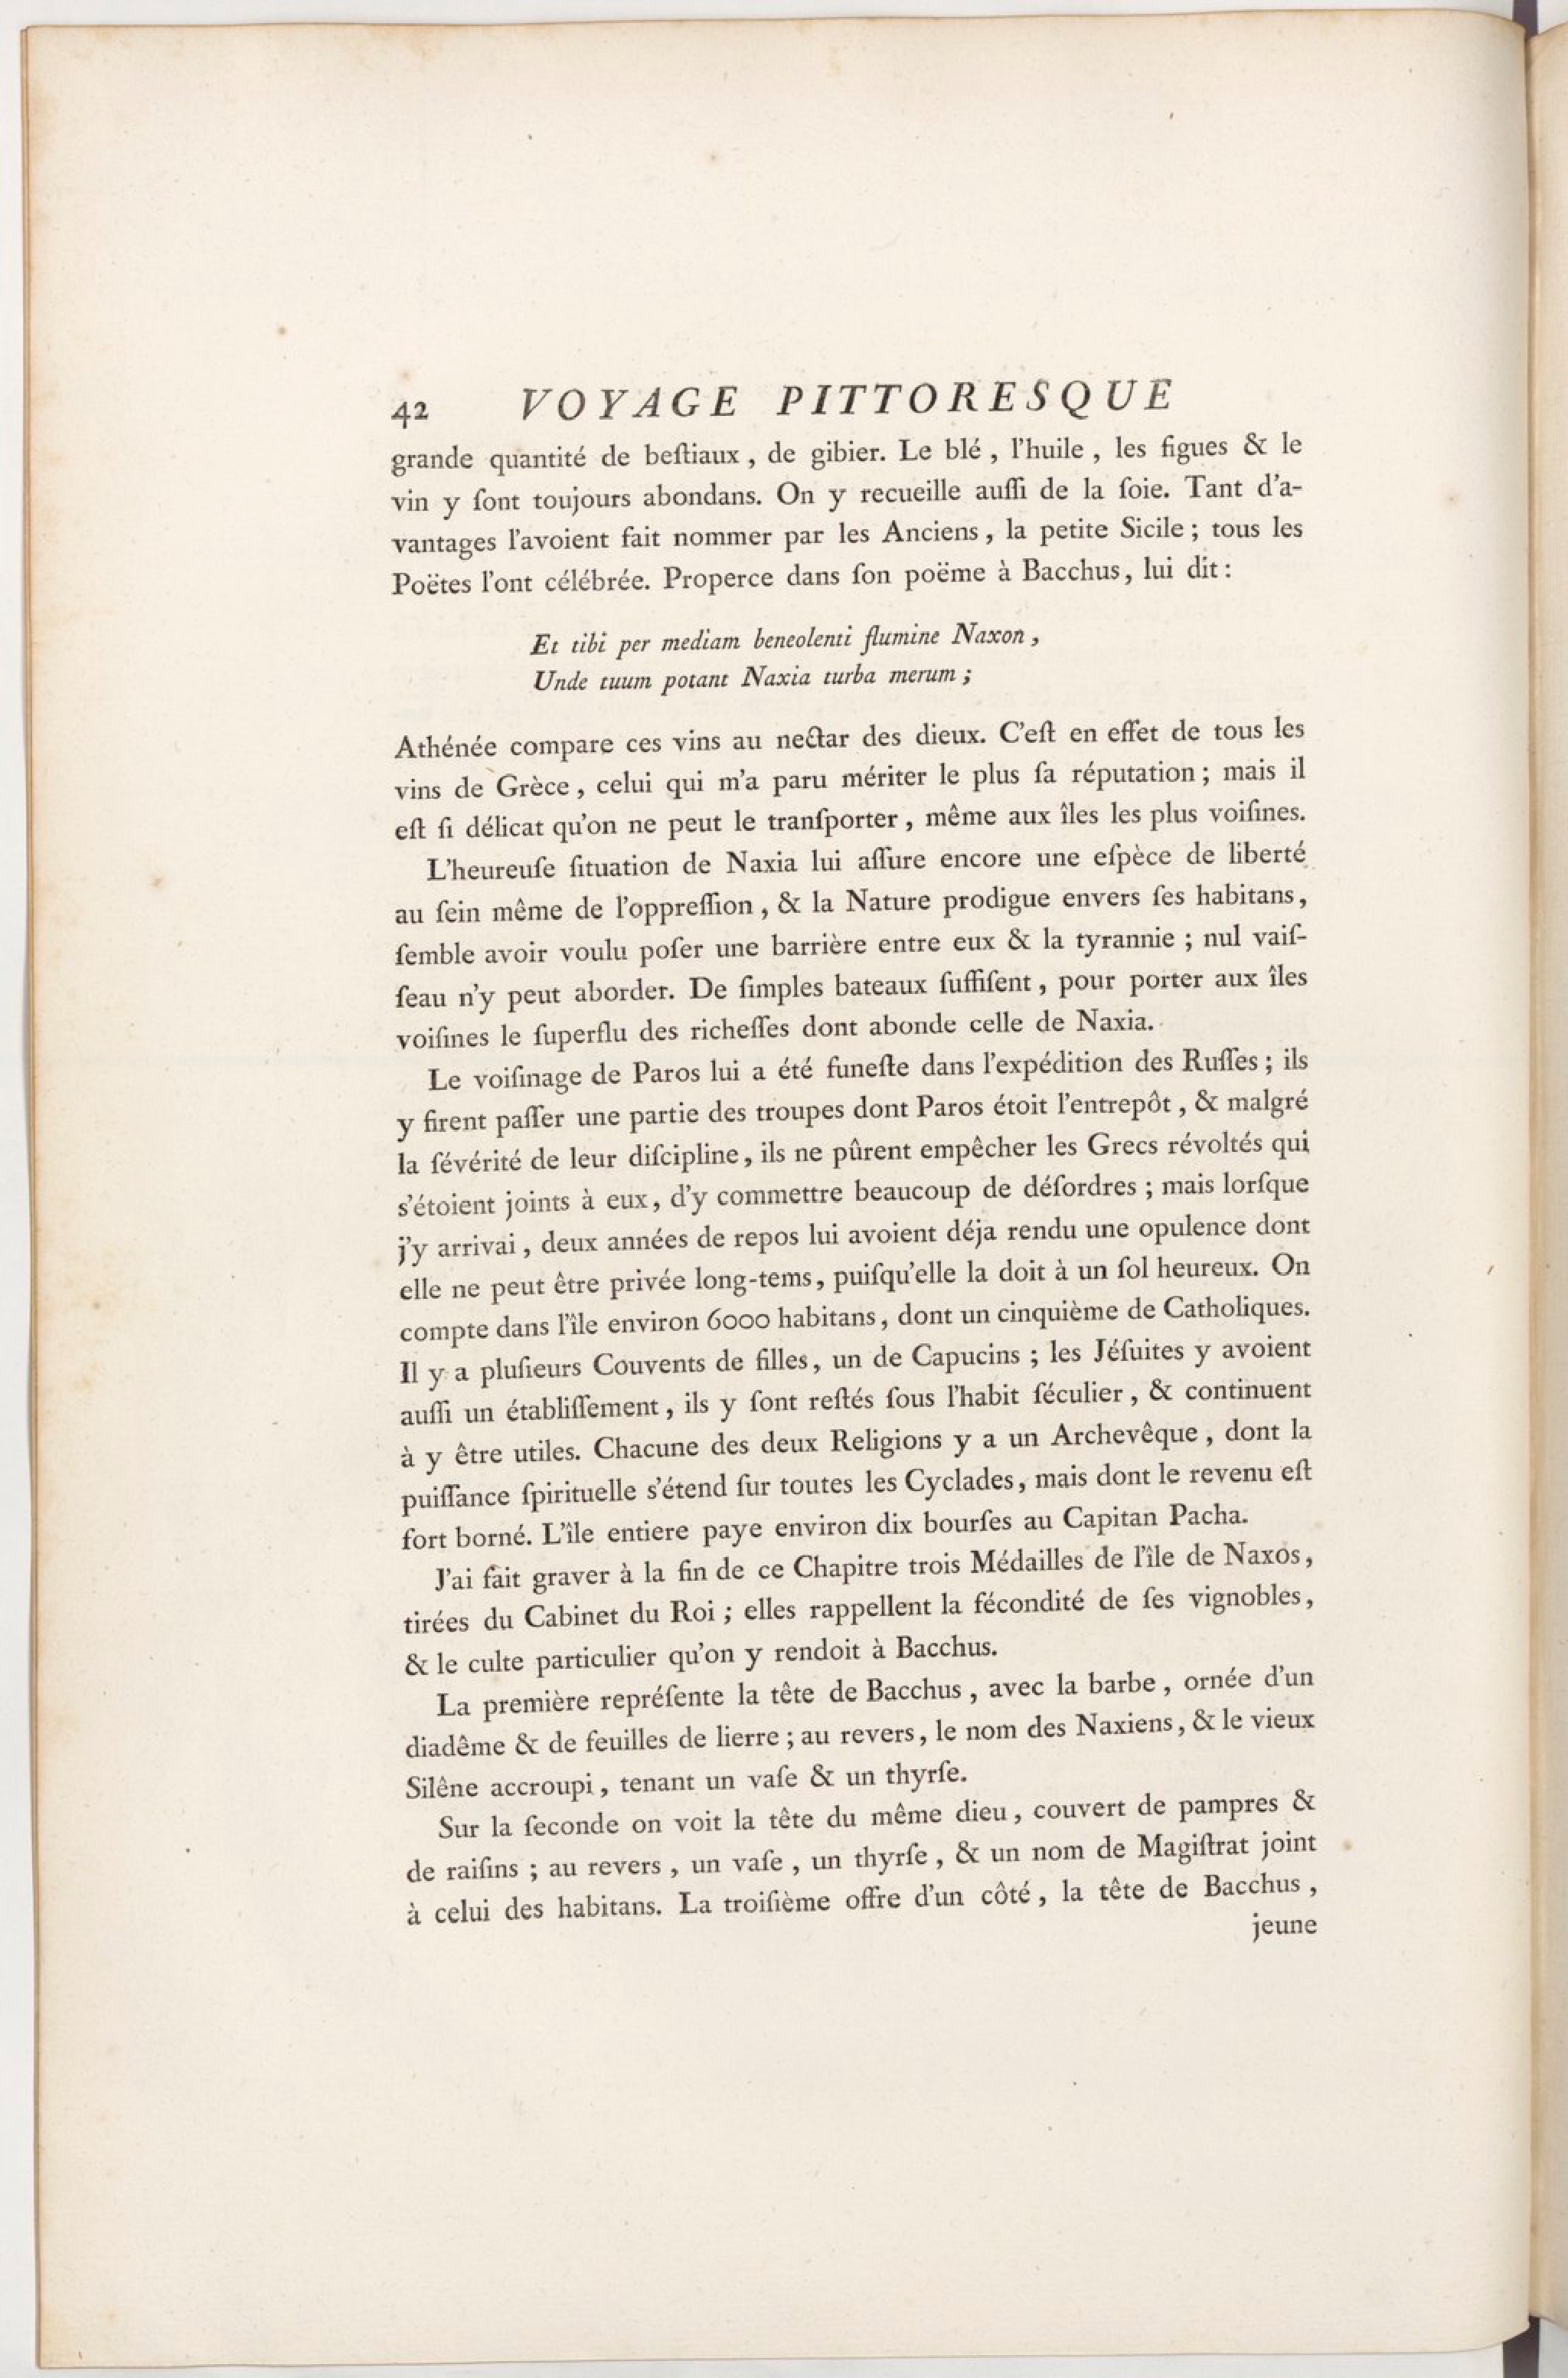 42 VOYAGE PITTORESQUE
grande quantité de beſtiaux, de gibier. Le blé, l'huile, les figues & le
vin y ſont toujours abondans. On y recueille auſſi de la ſoie. Tant d'a-
vantages l'avoient fait nommer par les Anciens, la petite Sicile; tous les
Poëtes l'ont célébrée. Properce dans ſon poëme à Bacchus, lui dit:
Et tibi per mediam beneolenti flumine Naxon,
Unde tuum potant Naxia turba merum;
Athénée compare ces vins au nectar des dieux. C'eſt en effet de tous les
vins de Grèce, celui qui m'a paru mériter le plus ſa réputation; mais il
eſt ſi délicat qu'on ne peut le tranſporter, même aux îles les plus voiſines.
L'heureuſe ſituation de Naxia lui aſſure encore une eſpèce de liberté
au ſein même de l'oppreſſion, & la Nature prodigue envers ſes habitans,
ſemble avoir voulu poſer une barrière entre eux & la tyrannie; nul vaiſ-
ſeau n'y peut aborder. De ſimples bateaux ſuffiſent, pour porter aux îles
voiſines le ſuperflu des richeſſes dont abonde celle de Naxia.
Le voiſinage de Paros lui a été funeſte dans l'expédition des Ruſſes; ils
y firent paſſer une partie des troupes dont Paros étoit l'entrepôt, & malgré
la ſévérité de leur diſcipline, ils ne pûrent empêcher les Grecs révoltés qui
s'étoient joints à eux, d'y commettre beaucoup de déſordres; mais lorſque
j'y arrivai, deux années de repos lui avoient déja rendu une opulence dont
elle ne peut être privée long-tems, puiſqu'elle la doit à un ſol heureux. On
compte dans l'île environ 6000 habitans, dont un cinquième de Catholiques.
Il y a pluſieurs Couvents de filles, un de Capucins; les Jéſuites y avoient
auſſi un établiſſement, ils y ſont reſtés ſous l'habit ſéculier, & continuent
à y être utiles. Chacune des deux Religions y a un Archevêque, dont la
puiſſance ſpirituelle s'étend ſur toutes les Cyclades, mais dont le revenu eſt
fort borné. L'île entiere paye environ dix bourſes au Capitan Pacha.
J'ai fait graver à la fin de ce Chapitre trois Médailles de l'île de Naxos,
tirées du Cabinet du Roi; elles rappellent la fécondité de ſes vignobles,
& le culte particulier qu'on y rendoit à Bacchus.
La première repréſente la tête de Bacchus, avec la barbe, ornée d'un
diadême & de feuilles de lierre; au revers, le nom des Naxiens, & le vieux
Silêne accroupi, tenant un vaſe & un thyrſe.
Sur la ſeconde on voit la tête du même dieu, couvert de pampres &
de raiſins; au revers, un vaſe, un thyrſe, & un nom de Magiſtrat joint
à celui des habitans. La troiſième offre d'un côté, la tête de Bacchus,
jeune